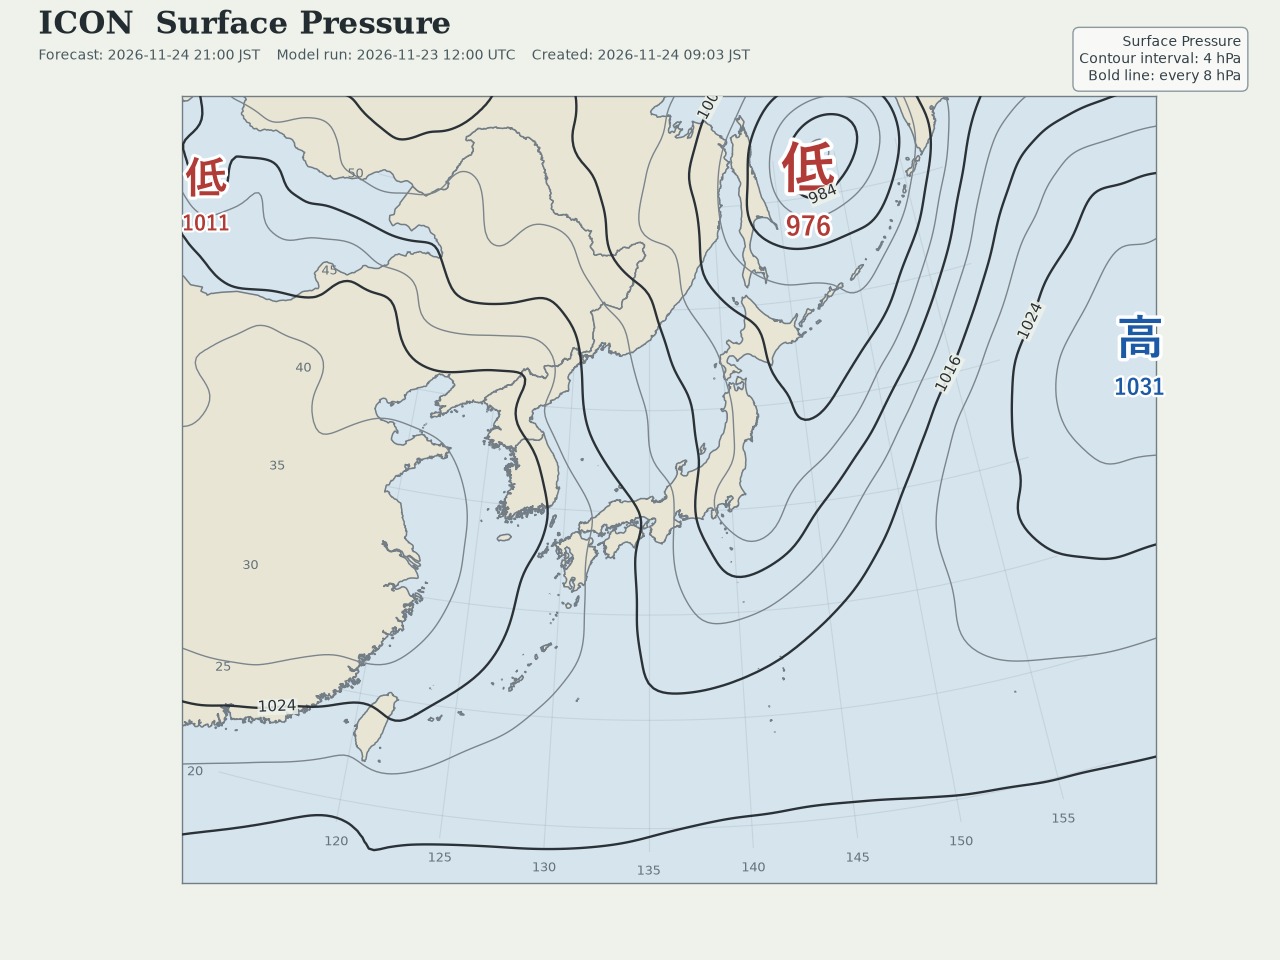 ICON  Surface Pressure
Forecast: 2026-11-24 21:00 JST    Model run: 2026-11-23 12:00 UTC    Created: 2026-11-24 09:03 JST
Surface Pressure
Contour interval: 4 hPa
Bold line: every 8 hPa
低
976
984
低
1011
50
45
高
1031
1024
1016
40
35
30
25
1024
20
120
125
130
135
140
145
150
155